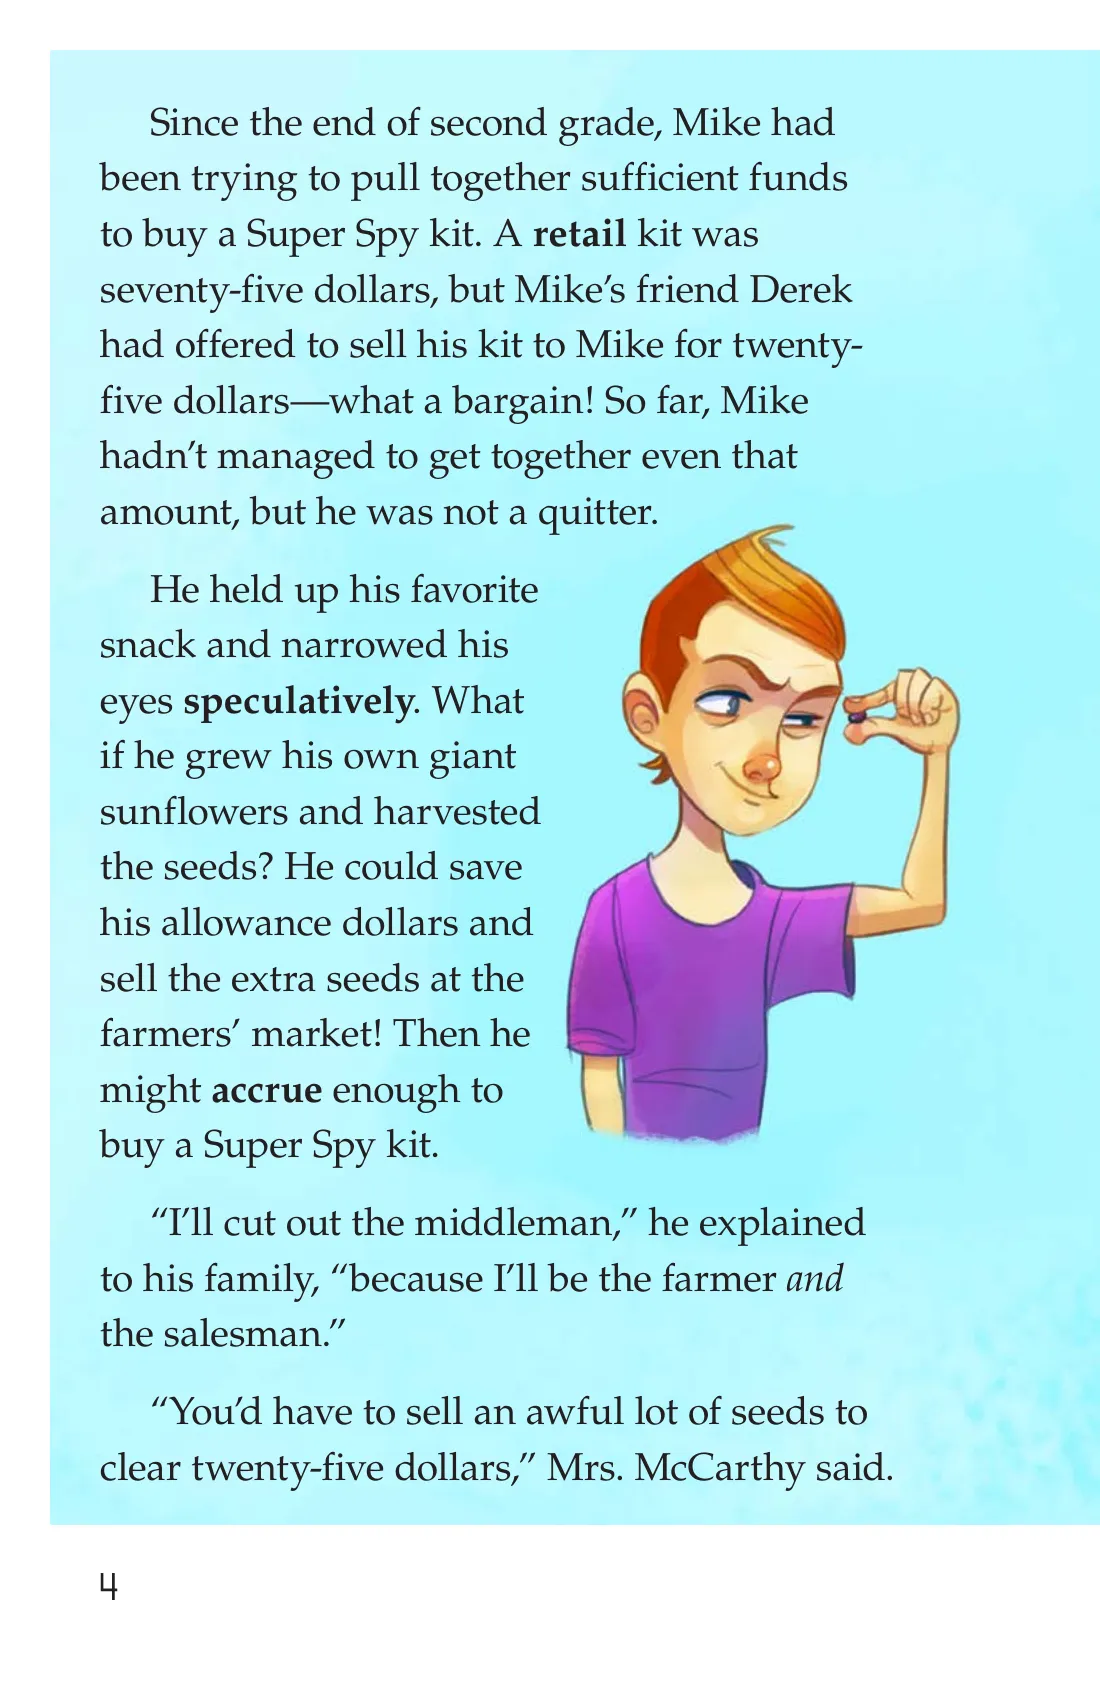 Since the end of second grade, Mike had
been trying to pull together sufficient funds
to buy a Super Spy kit. A retail kit was
seventy-five dollars, but Mike’s friend Derek
had offered to sell his kit to Mike for twenty-
five dollars—what a bargain! So far, Mike
hadn’t managed to get together even that
amount, but he was not a quitter.
He held up his favorite
snack and narrowed his
eyes speculatively. What
if he grew his own giant
sunflowers and harvested
the seeds? He could save
his allowance dollars and
sell the extra seeds at the
farmers’ market! Then he
might accrue enough to
buy a Super Spy kit.
“I’ll cut out the middleman,” he explained
to his family, “because I’ll be the farmer and
the salesman.”
“You’d have to sell an awful lot of seeds to
clear twenty-five dollars,” Mrs. McCarthy said.
4